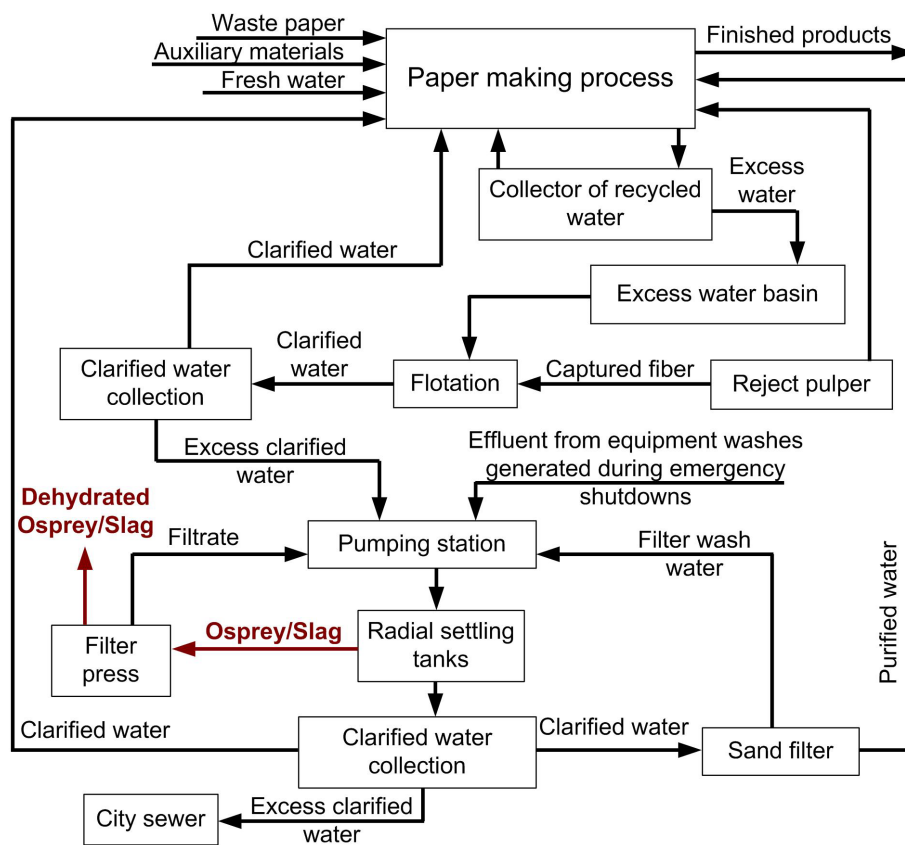 Waste paper
Auxiliary materials
Fresh water
Paper making process
Finished products
Collector of recycled
water
Excess
water
Clarified water
Excess water basin
Clarified water
collection
Clarified
water
Flotation
Captured fiber
Reject pulper
Excess clarified
water
Effluent from equipment washes
generated during emergency
shutdowns
Dehydrated
Osprey/Slag
Filtrate
Pumping station
Filter wash
water
Purified water
Filter
press
Osprey/Slag
Radial settling
tanks
Clarified water
Clarified water
collection
Clarified water
Sand filter
City sewer
Excess clarified
water